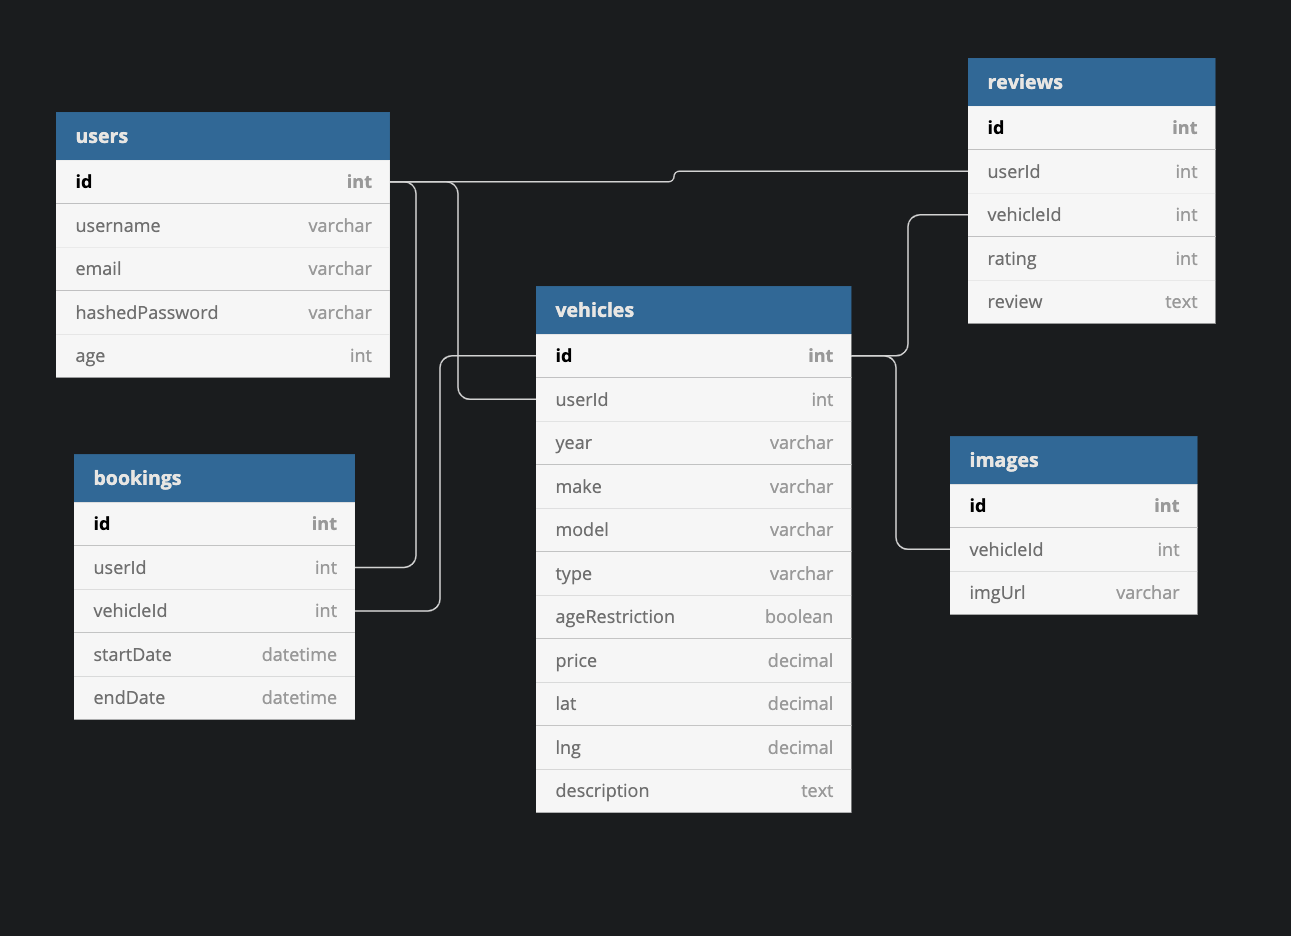 users
id int
username varchar
email varchar
hashedPassword varchar
age int
bookings
id int
userId int
vehicleId int
startDate datetime
endDate datetime
vehicles
id int
userId int
year varchar
make varchar
model varchar
type varchar
ageRestriction boolean
price decimal
lat decimal
lng decimal
description text
reviews
id int
userId int
vehicleId int
rating int
review text
images
id int
vehicleId int
imgUrl varchar